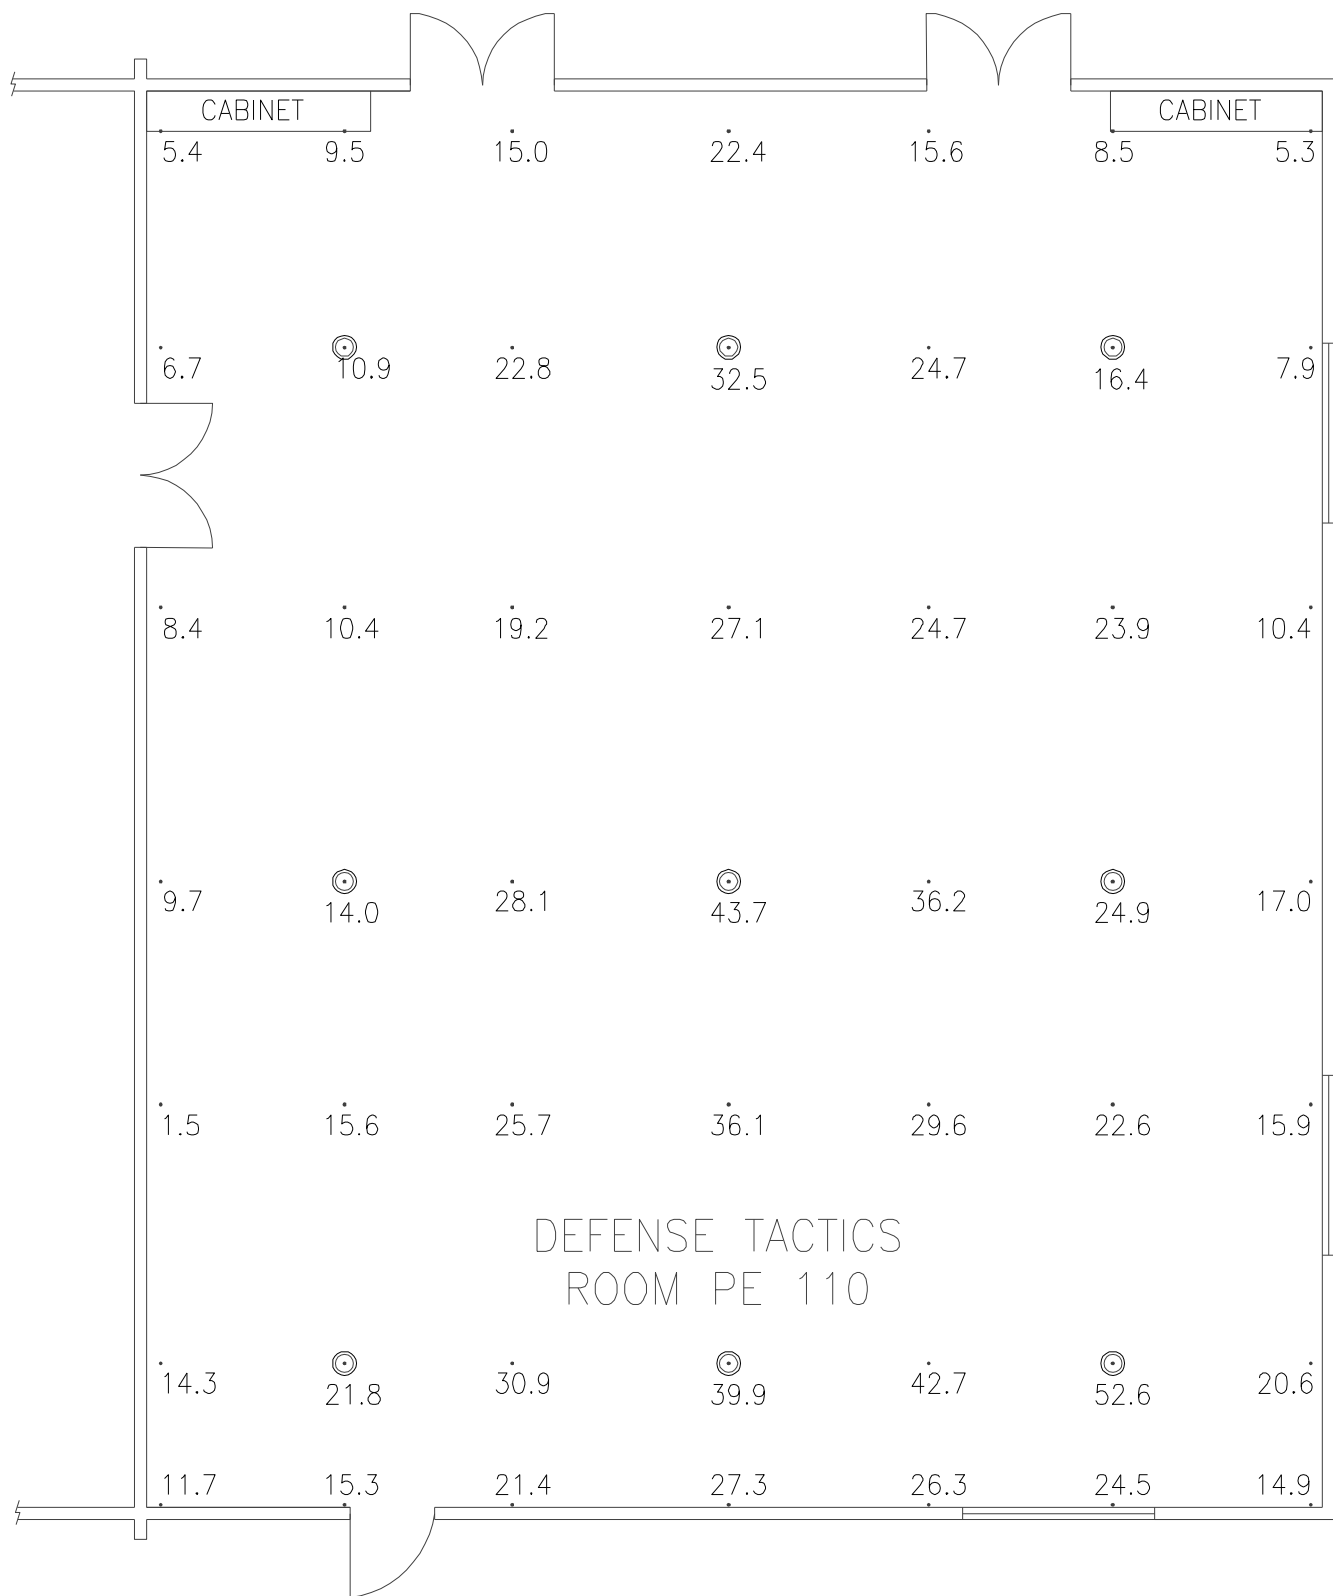 CABINET CABINET
5.4 9.5 15.0 22.4 15.6 8.5 5.3
6.7 10.9 22.8 32.5 24.7 16.4 7.9
8.4 10.4 19.2 27.1 24.7 23.9 10.4
9.7 14.0 28.1 43.7 36.2 24.9 17.0
1.5 15.6 25.7 36.1 29.6 22.6 15.9
DEFENSE TACTICS
ROOM PE 110
14.3 21.8 30.9 39.9 42.7 52.6 20.6
11.7 15.3 21.4 27.3 26.3 24.5 14.9